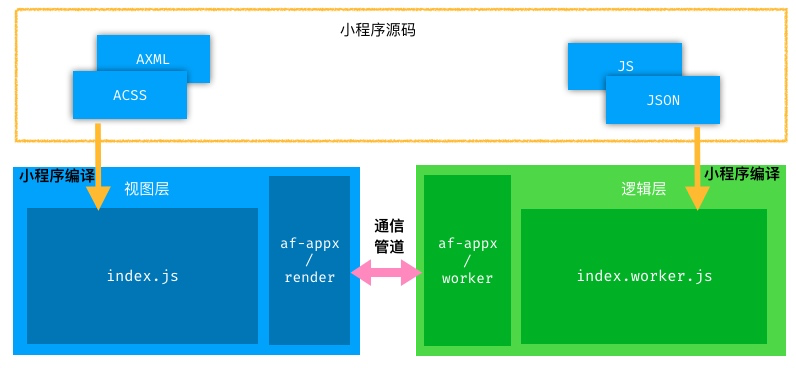 小程序源码
AXML
ACSS
JS
JSON
小程序编译
视图层
index.js
af-appx
/
render
通信
管道
小程序编译
逻辑层
af-appx
/
worker
index.worker.js